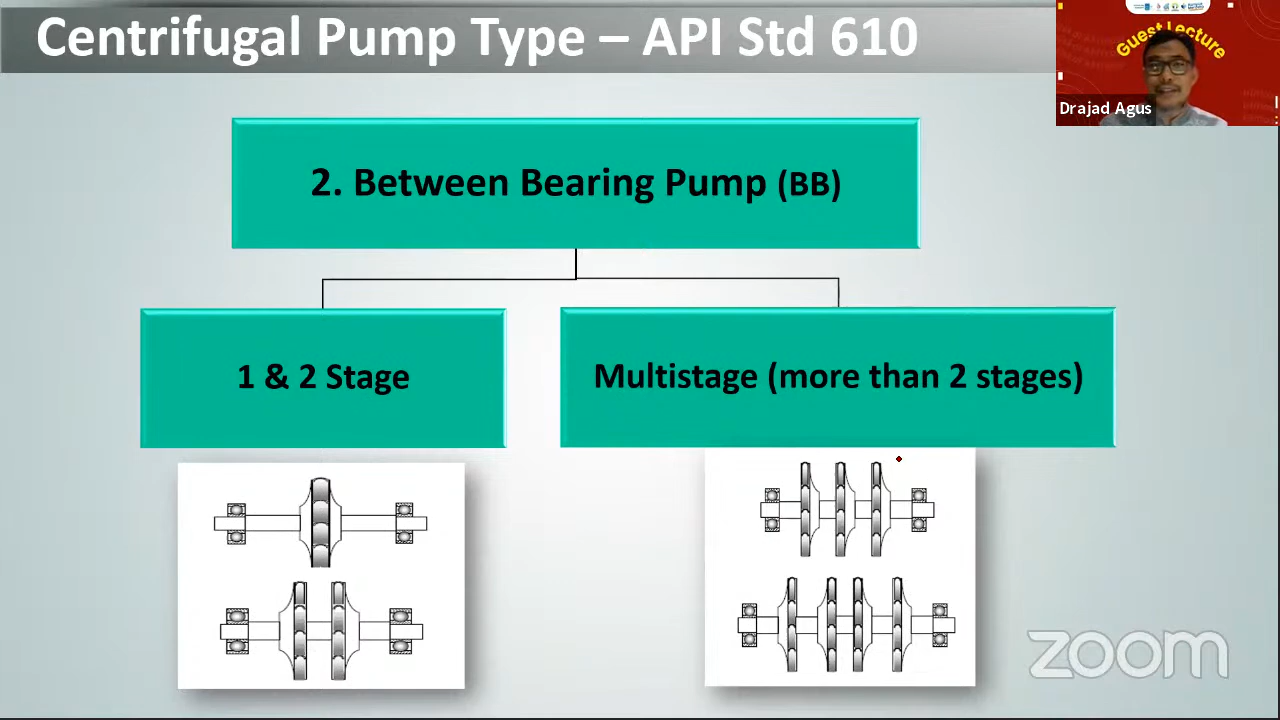 Centrifugal Pump Type – API Std 610
Guest Lecture
Drajad Agus
2. Between Bearing Pump (BB)
1 & 2 Stage
Multistage (more than 2 stages)
zoom